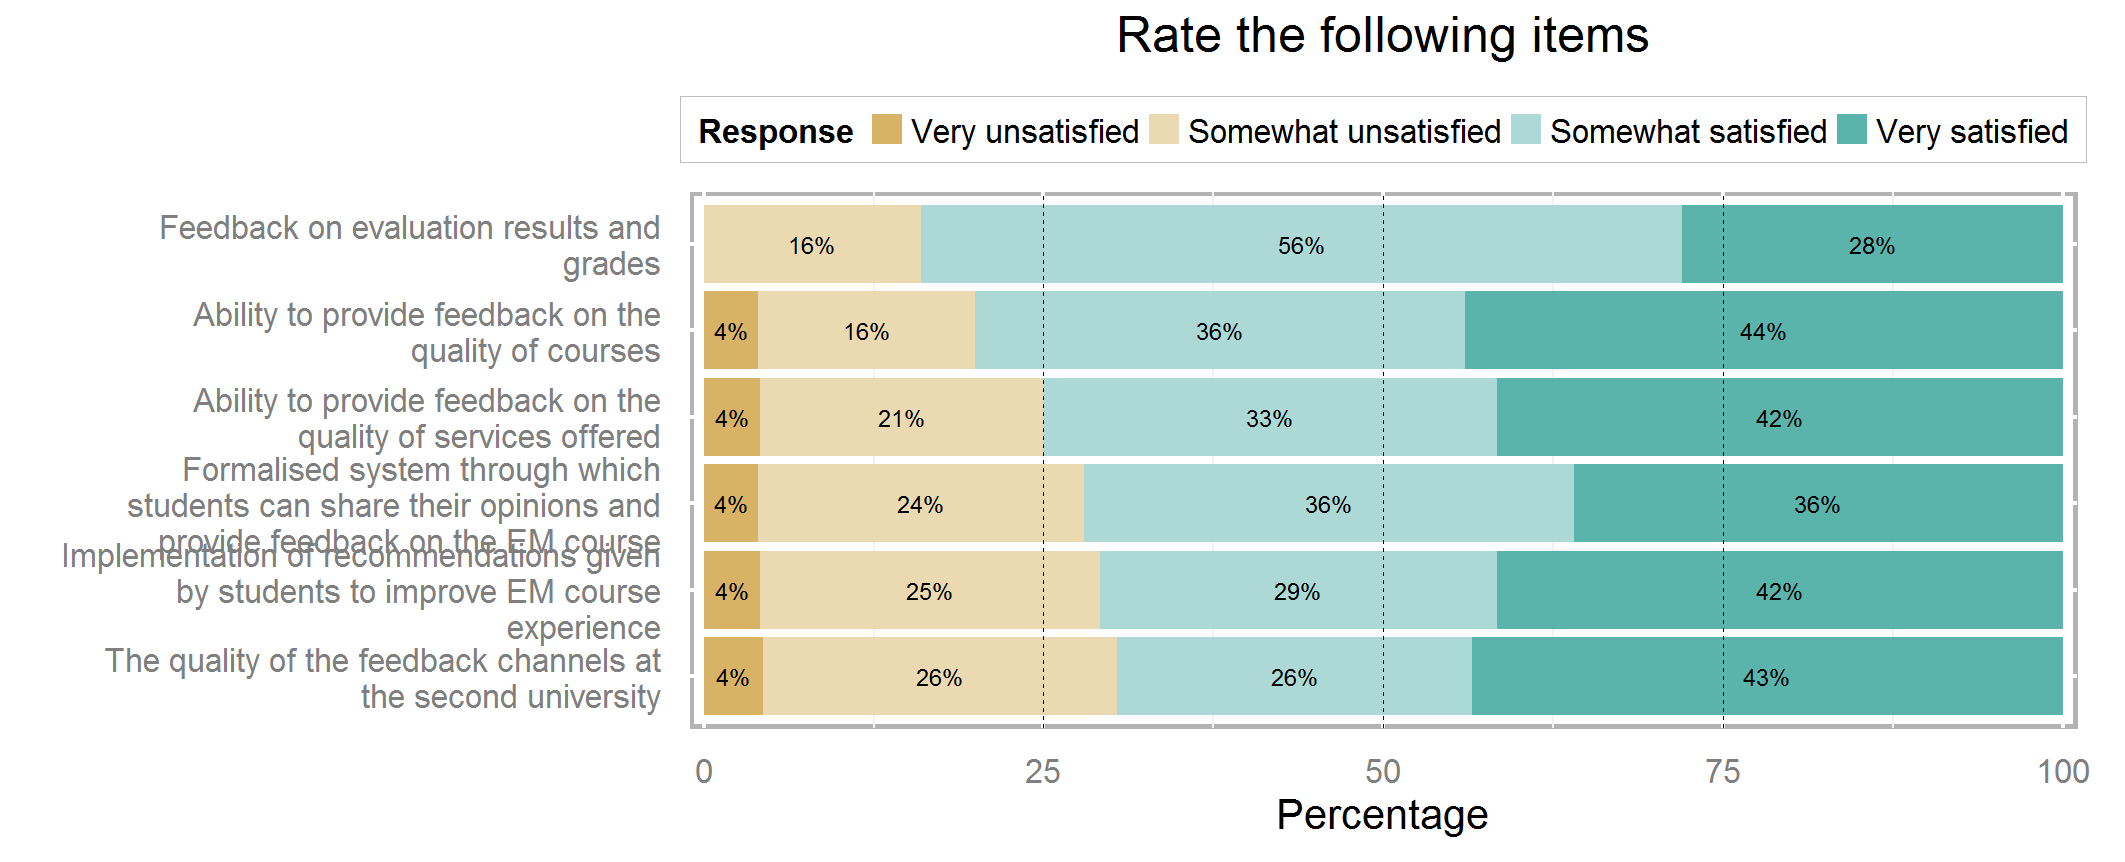 Rate the following items
Response Very unsatisfied Somewhat unsatisfied Somewhat satisfied Very satisfied
Feedback on evaluation results and
grades
16% 56% 28%
Ability to provide feedback on the
quality of courses
4% 16% 36% 44%
Ability to provide feedback on the
quality of services offered
4% 21% 33% 42%
Formalised system through which
students can share their opinions and
provide feedback on the EM course
4% 24% 36% 36%
Implementation of recommendations given
by students to improve EM course
experience
4% 25% 29% 42%
The quality of the feedback channels at
the second university
4% 26% 26% 43%
0 25 50 75 100
Percentage